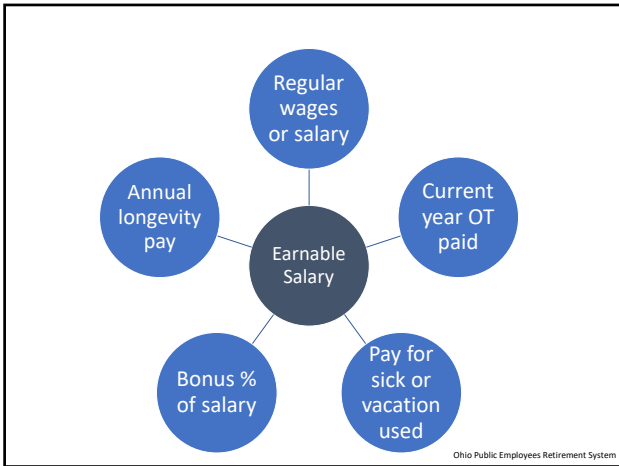 Regular
wages
or salary
Annual
longevity
pay
Current
year OT
paid
Earnable
Salary
Bonus %
of salary
Pay for
sick or
vacation
used
Ohio Public Employees Retirement System